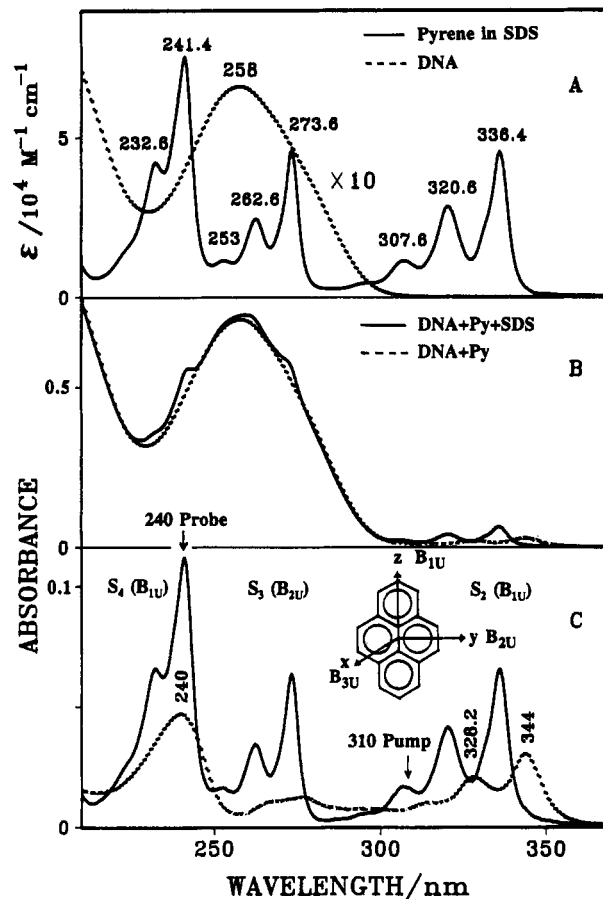 Pyrene in SDS
DNA
A
241.4
258
232.6
273.6
262.6
253
×10
336.4
320.6
307.6
ε /10⁴ M⁻¹ cm⁻¹
5
0
DNA+Py+SDS
DNA+Py
B
0.5
0
ABSORBANCE
240 Probe
S₄ (B₁U)
S₃ (B₂U)
z B₁U
S₂ (B₁U)
C
y B₂U
x
B₃U
240
310 Pump
328.2
344
0.1
0
250 300 350
WAVELENGTH/nm